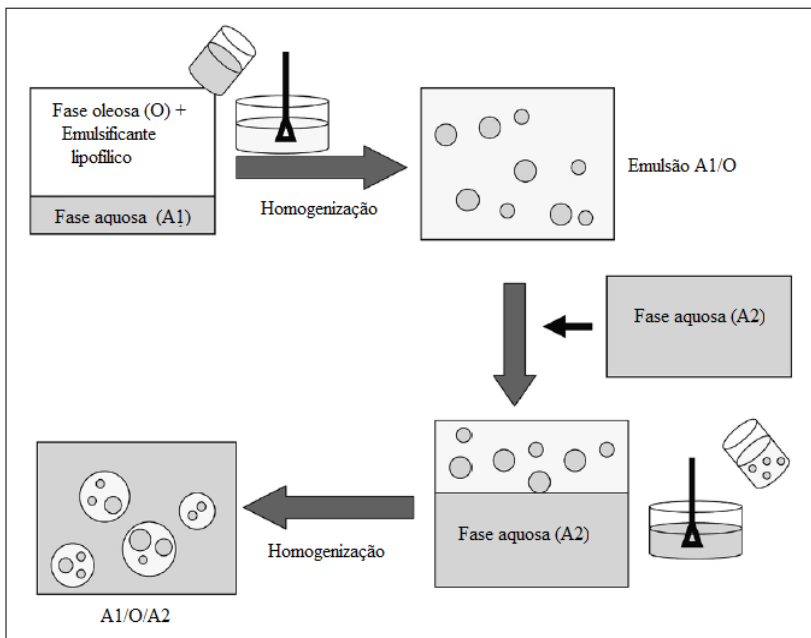 Fase oleosa (O) +
Emulsificante
lipofílico
Fase aquosa (A1)
Homogenização
Emulsão A1/O
Fase aquosa (A2)
Fase aquosa (A2)
Homogenização
A1/O/A2